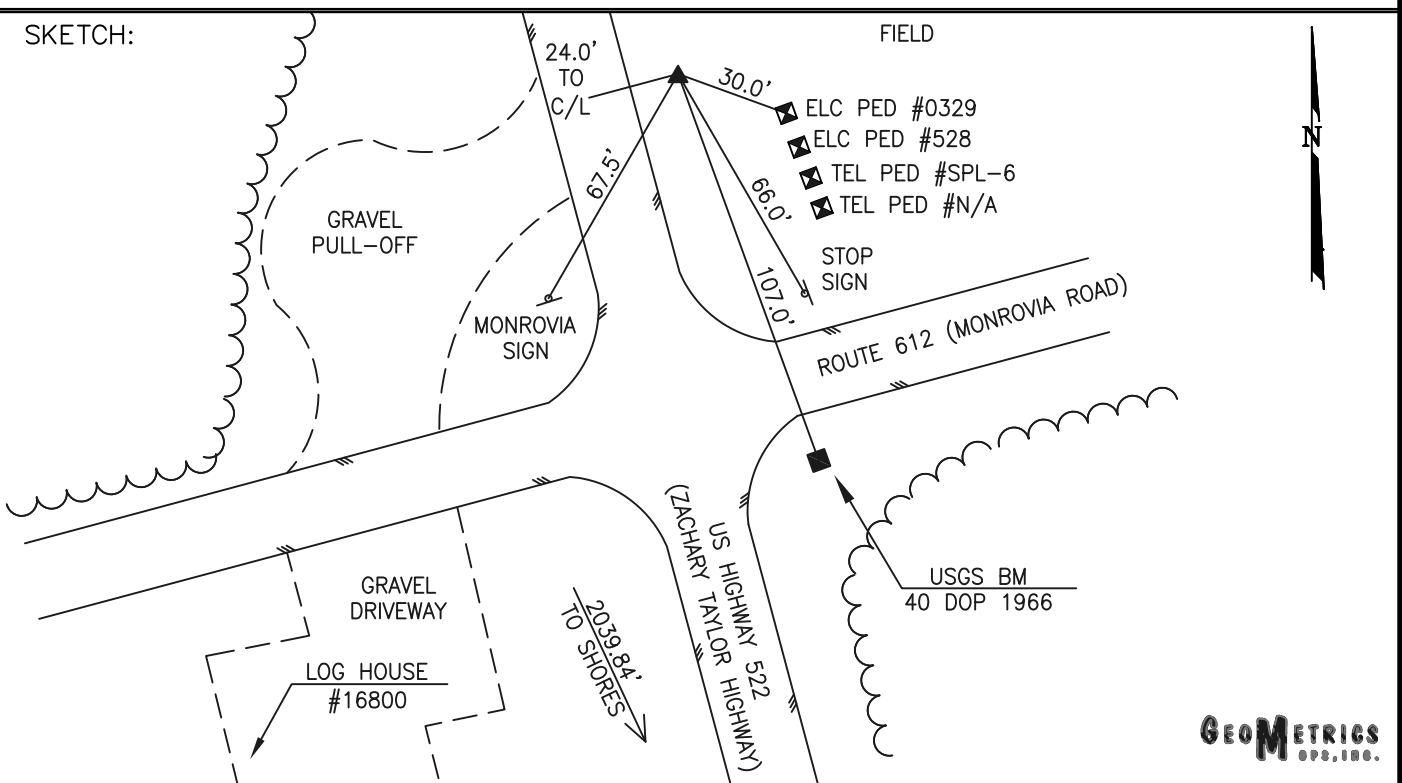 SKETCH:
FIELD
24.0'
TO
C/L
30.0'
ELC PED #0329
ELC PED #528
TEL PED #SPL-6
TEL PED #N/A
N
67.5'
66.0'
107.0'
GRAVEL
PULL-OFF
STOP
SIGN
MONROVIA
SIGN
ROUTE 612 (MONROVIA ROAD)
US HIGHWAY 522
(ZACHARY TAYLOR HIGHWAY)
USGS BM
40 DOP 1966
GRAVEL
DRIVEWAY
2039.84'
TO SHORES
LOG HOUSE
#16800
GEOMETRICS
GPS, INC.